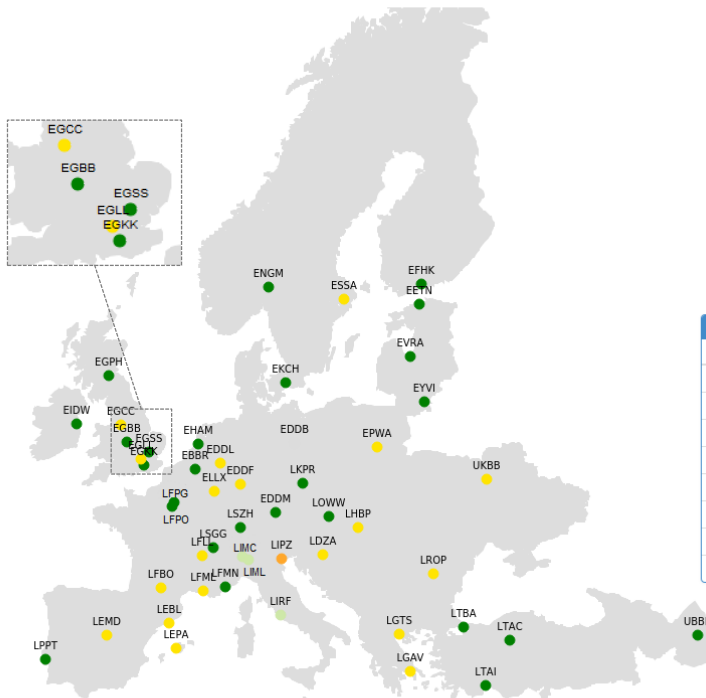 EGCC
EGBB
EGSS
EGLL
EGKK
ENGM
ESSA
EFHK
EETN
EVRA
EKCH
EYVI
EGPH
EIDW
EGCC
EGBB
EGSS
EGLL
EGKK
EHAM
EDDB
EPWA
EBBR
EDDL
EDDF
LKPR
UKBB
ELLX
LFPG
LFPO
EDDM
LOWW
LSZH
LHBP
LSGG
LFLL
LIMC
LIPZ
LDZA
LIML
LROP
LFBO
LFML
LFMN
LIRF
LEBL
LEMD
LEPA
LPPT
LGTS
LGAV
LTBA
LTAC
LTAI
UBB